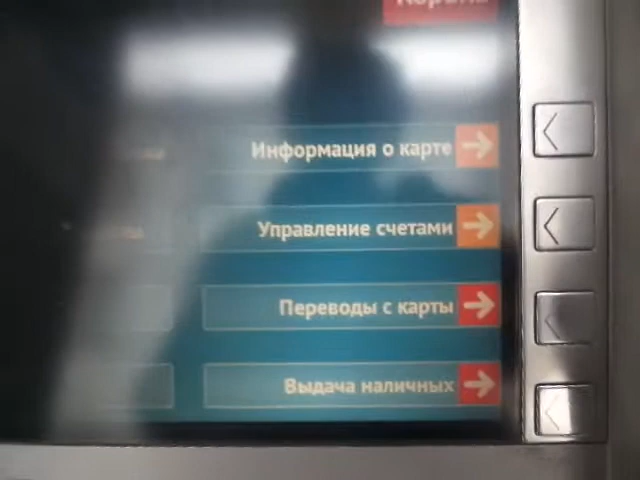 Информация о карте
Управление счетами
Переводы с карты
Выдача наличных